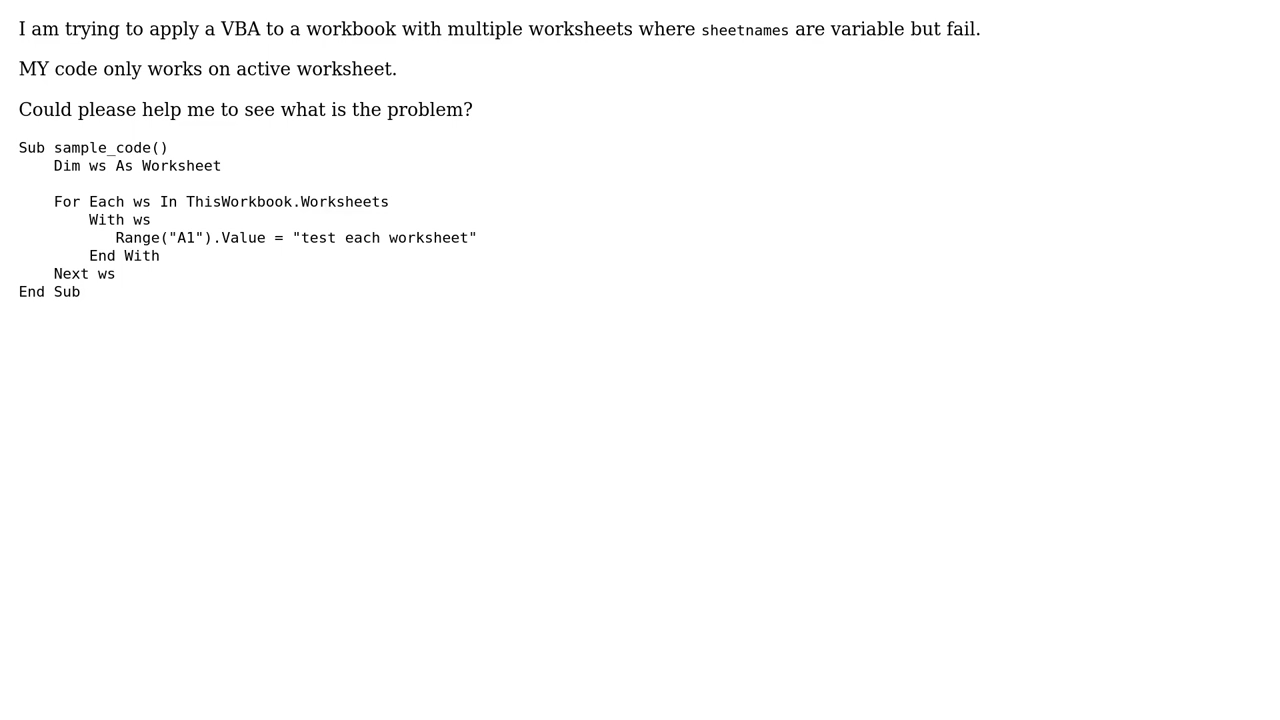 I am trying to apply a VBA to a workbook with multiple worksheets where sheetnames are variable but fail.
MY code only works on active worksheet.
Could please help me to see what is the problem?
Sub sample_code()
    Dim ws As Worksheet
    For Each ws In ThisWorkbook.Worksheets
        With ws
           Range("A1").Value = "test each worksheet"
        End With
    Next ws
End Sub